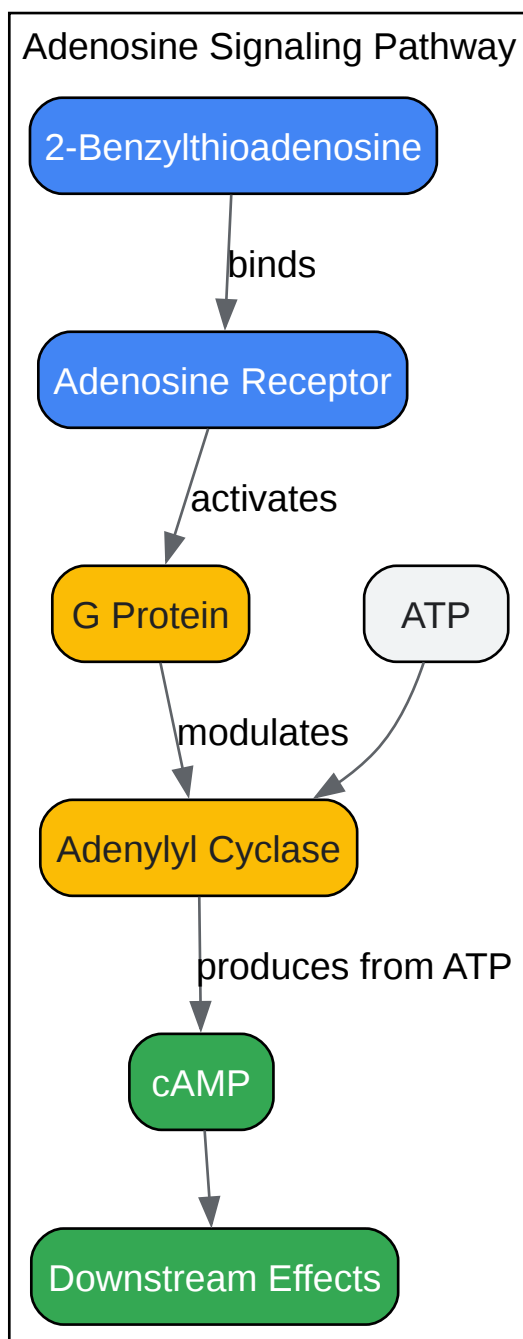 Adenosine Signaling Pathway
2-Benzylthioadenosine
binds
Adenosine Receptor
activates
G Protein
ATP
modulates
Adenylyl Cyclase
produces from ATP
cAMP
Downstream Effects